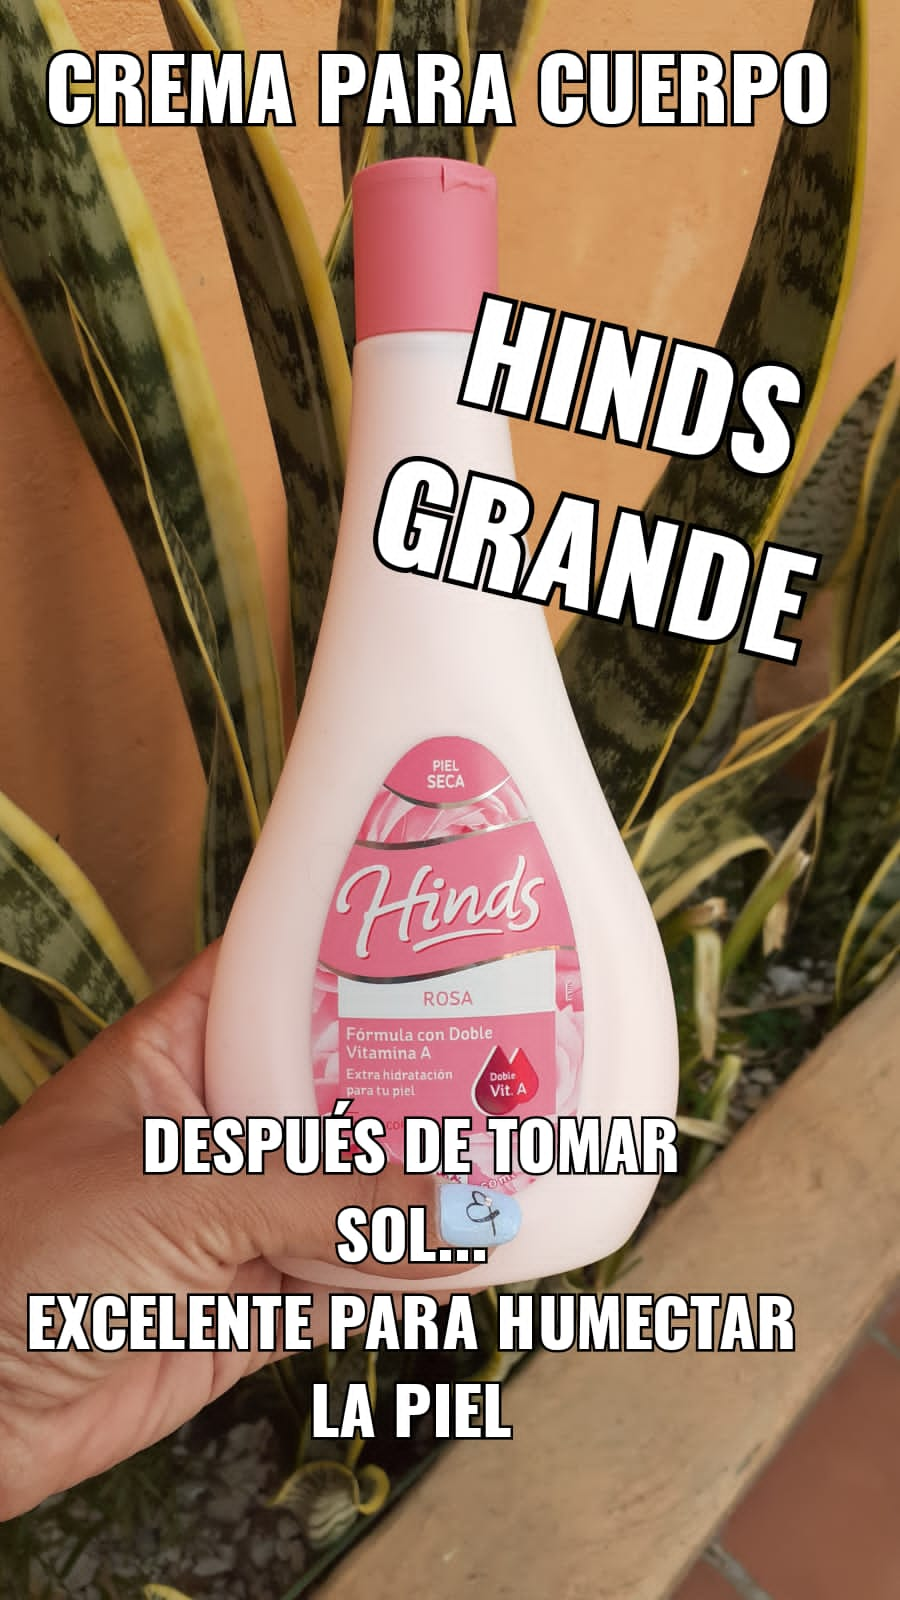 CREMA PARA CUERPO
HINDS
GRANDE
PIEL
SECA
Hinds
ROSA
Fórmula con Doble
Vitamina A
Extra hidratación
para tu piel
Doble
Vit. A
DESPUÉS DE TOMAR
SOL...
EXCELENTE PARA HUMECTAR
LA PIEL